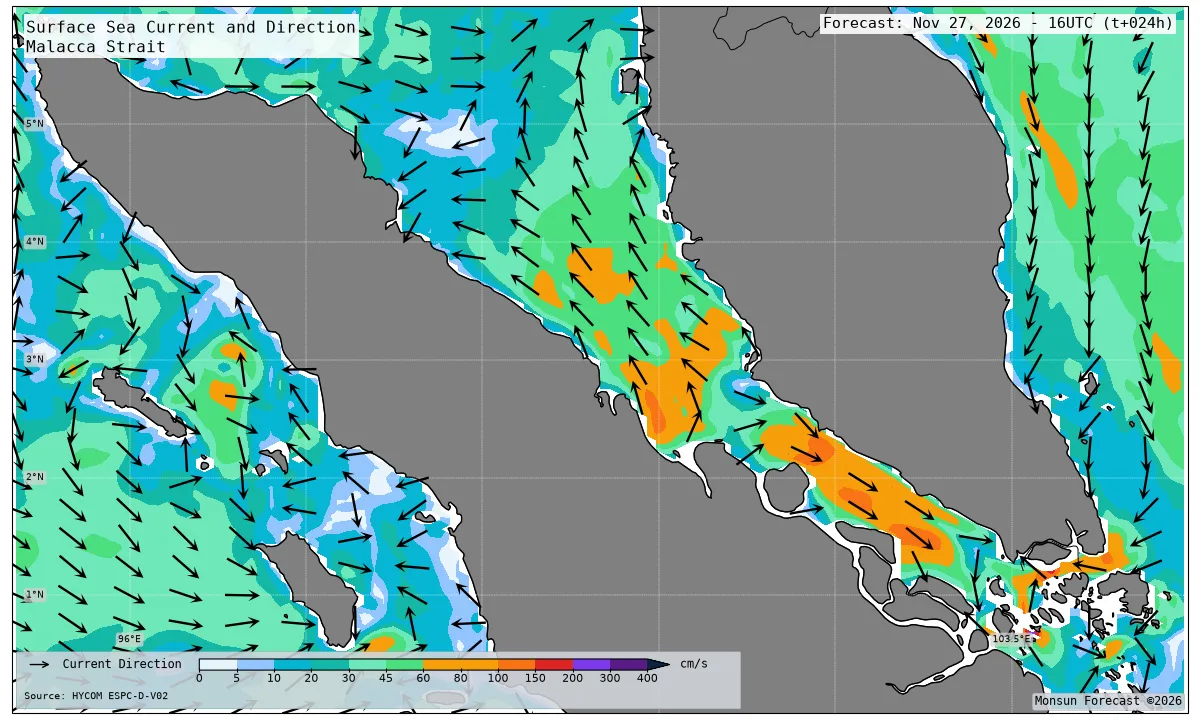 Surface Sea Current and Direction
Malacca Strait
Forecast: Nov 27, 2026 - 16UTC (t+024h)
5°N
4°N
3°N
2°N
1°N
96°E
103.5°E
Current Direction
0 5 10 20 30 45 60 80 100 150 200 300 400
cm/s
Source: HYCOM ESPC-D-V02
Monsun Forecast ©2026